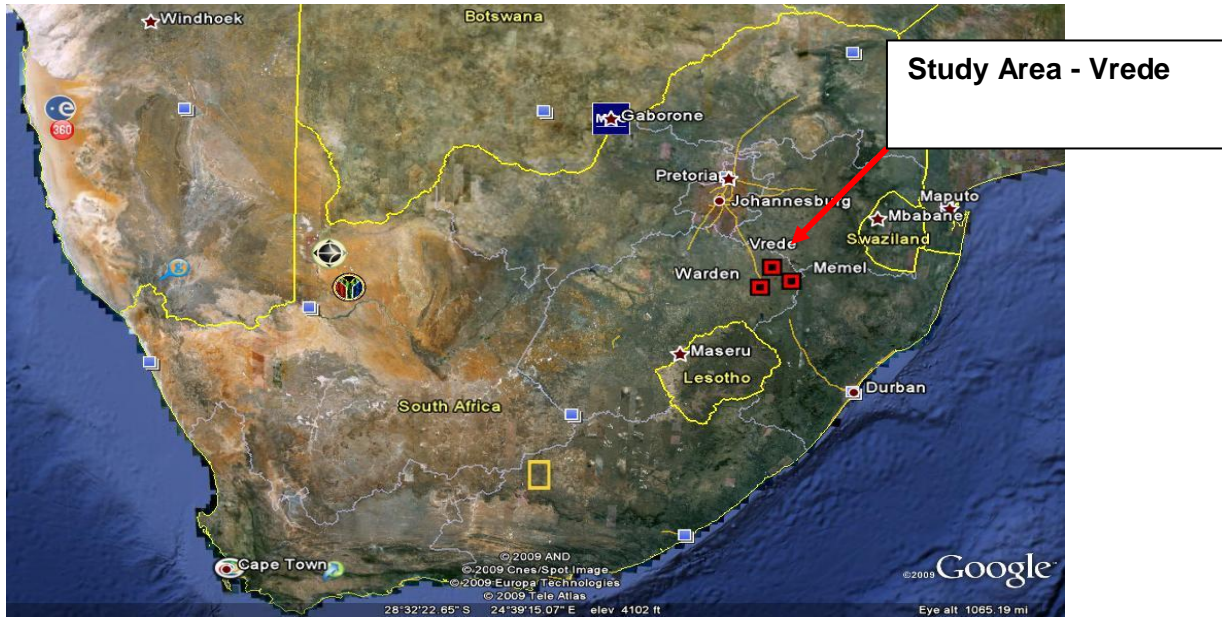 Windhoek
Botswana
Study Area - Vrede
360
Gaborone
Pretoria
Johannesburg
Maputo
Mbabane
Swaziland
Vrede
Warden
Memel
Maseru
Lesotho
Durban
South Africa
Cape Town
© 2009 AND
© 2009 Cnes/Spot Image
© 2009 Europa Technologies
© 2009 Tele Atlas
©2009 Google
28°32'22.65" S 24°39'15.07" E elev 4102 ft
Eye alt 1065.19 mi